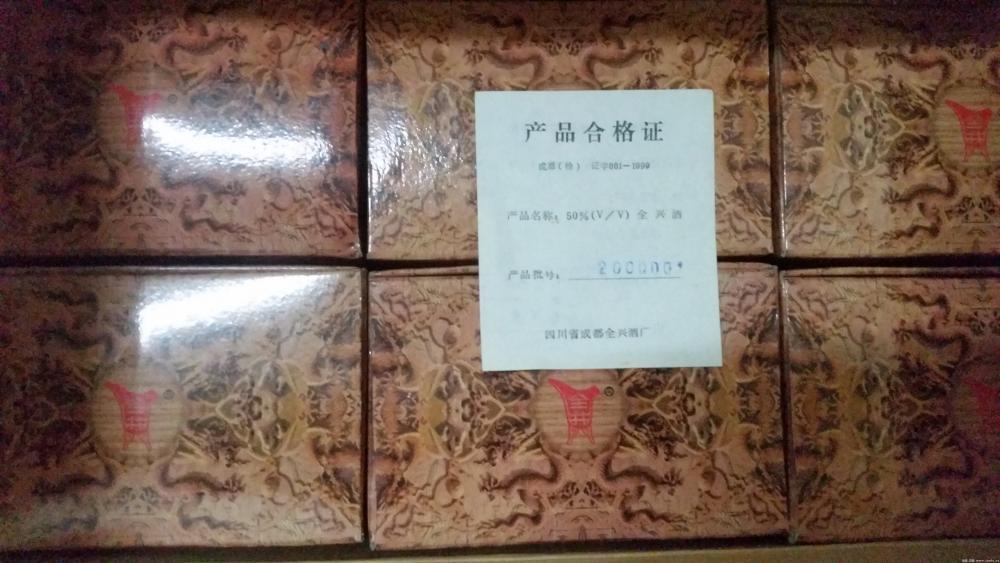 产品合格证
成酒(检) 证字001-1999
产品名称：50%(V/V) 全兴酒
产品批号：
四川省成都全兴酒厂